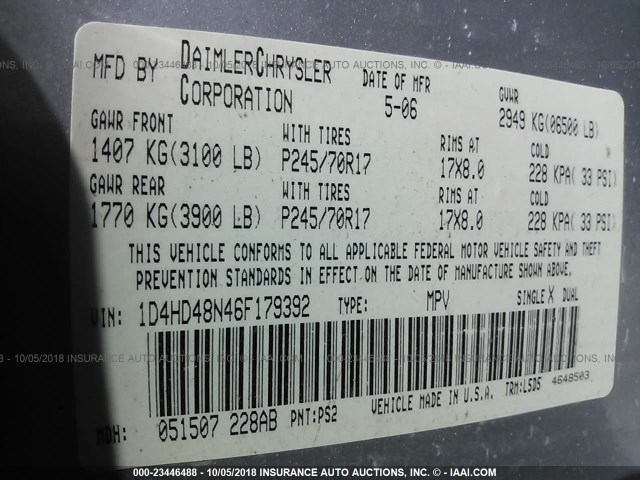 MFD BY DAIMLERCHRYSLER CORPORATION DATE OF MFR 5-06 GVWR 2949 KG(06500 LB)
GAWR FRONT WITH TIRES RIMS AT COLD
1407 KG(3100 LB) P245/70R17 17X8.0 228 KPA( 33 PSI)
GAWR REAR WITH TIRES RIMS AT COLD
1770 KG(3900 LB) P245/70R17 17X8.0 228 KPA( 33 PSI)
THIS VEHICLE CONFORMS TO ALL APPLICABLE FEDERAL MOTOR VEHICLE SAFETY AND THEFT
PREVENTION STANDARDS IN EFFECT ON THE DATE OF MANUFACTURE SHOWN ABOVE.
VIN: 1D4HD48N46F179392 TYPE: MPV SINGLE X DUAL
MDH: 051507 228AB PNT:PS2 VEHICLE MADE IN U.S.A. TRM:L5D5 4648503
000-23446488 - 10/05/2018 INSURANCE AUTO AUCTIONS, INC. - © - IAAI.COM